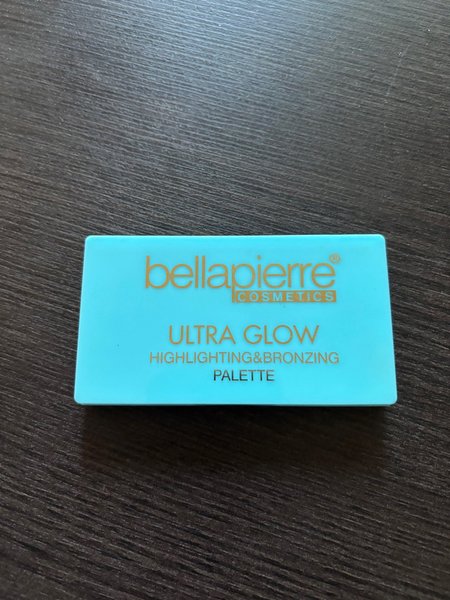 bellapierre®
COSMETICS
ULTRA GLOW
HIGHLIGHTING&BRONZING
PALETTE